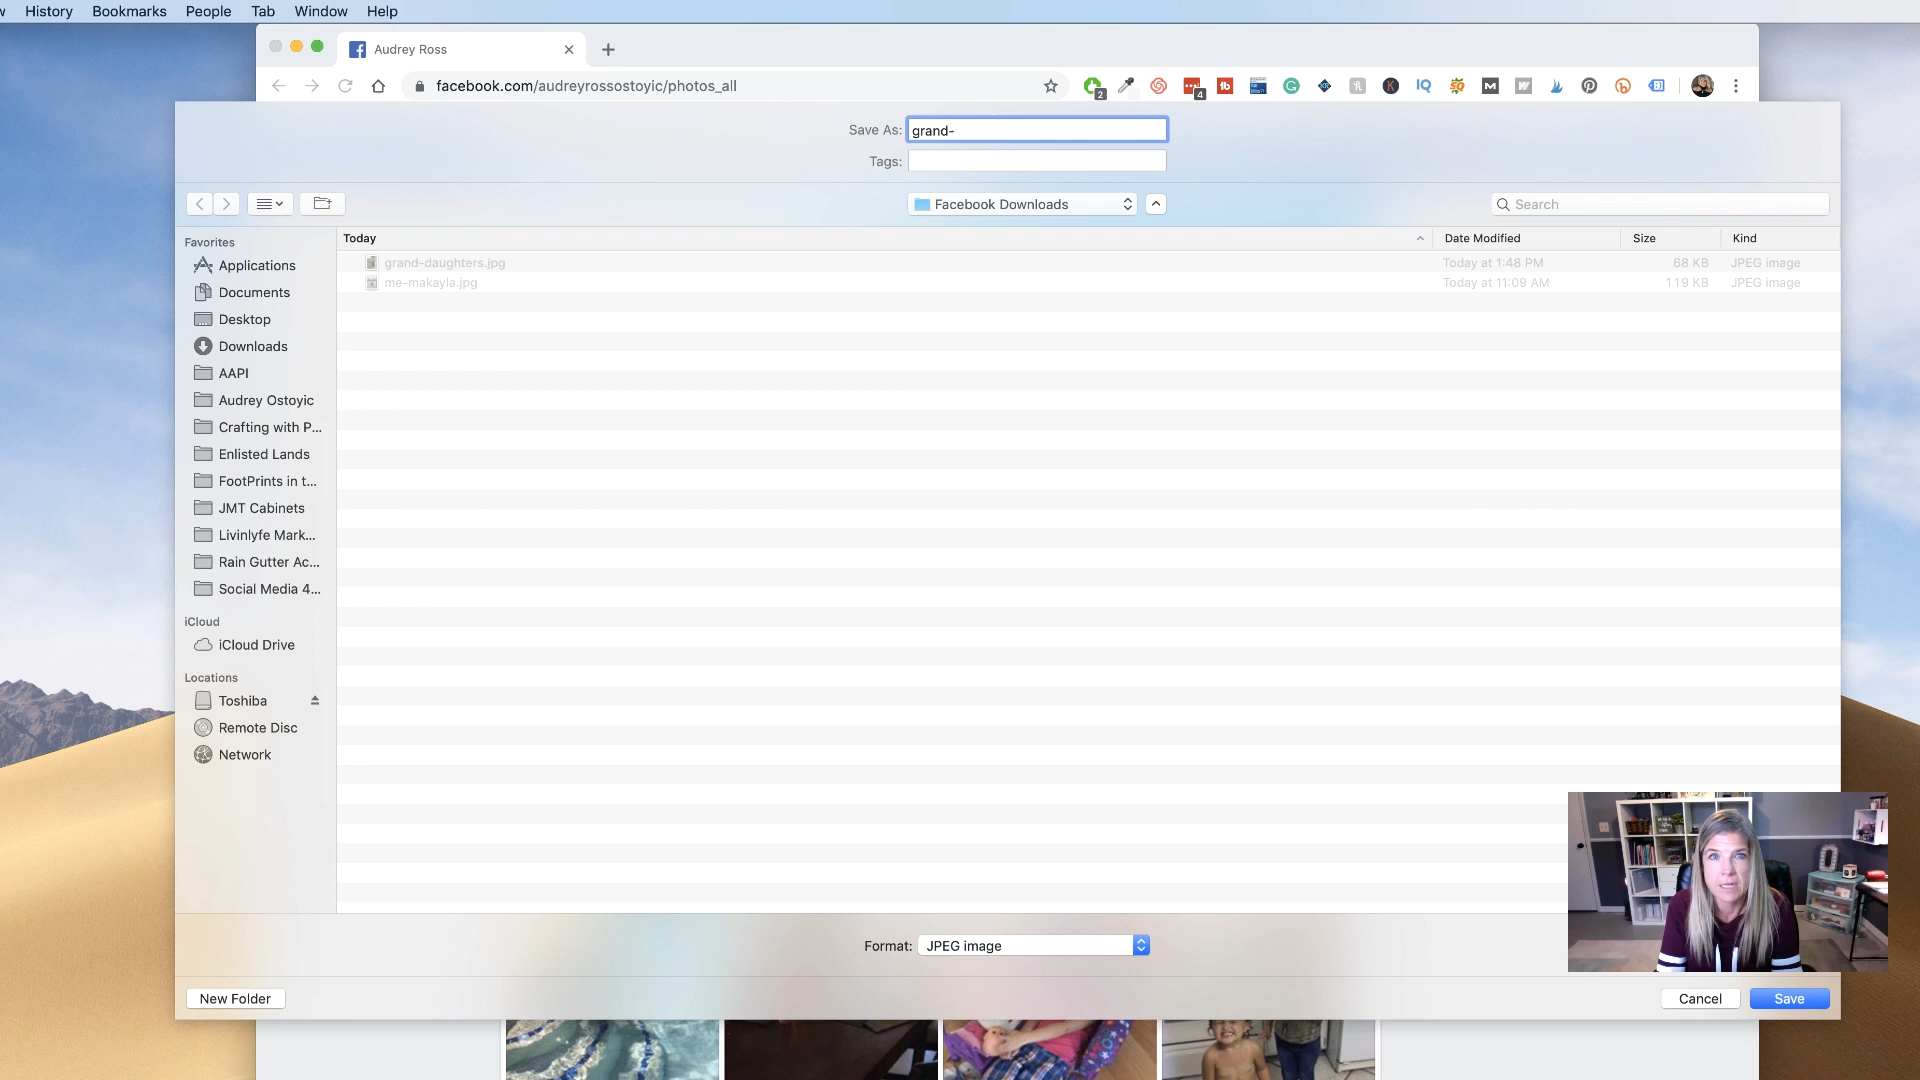 History Bookmarks People Tab Window Help
Audrey Ross
facebook.com/audreyrossostoyic/photos_all
2
4
Save As: grand-
Tags:
Facebook Downloads
Search
Favorites
Applications
Documents
Desktop
Downloads
AAPI
Audrey Ostoyic
Crafting with P...
Enlisted Lands
FootPrints in t...
JMT Cabinets
Livinlyfe Mark...
Rain Gutter Ac...
Social Media 4...
iCloud
iCloud Drive
Locations
Toshiba
Remote Disc
Network
Today Date Modified Size Kind
grand-daughters.jpg Today at 1:48 PM 68 KB JPEG image
me-makayla.jpg Today at 11:09 AM 119 KB JPEG image
Format: JPEG image
New Folder Cancel Save